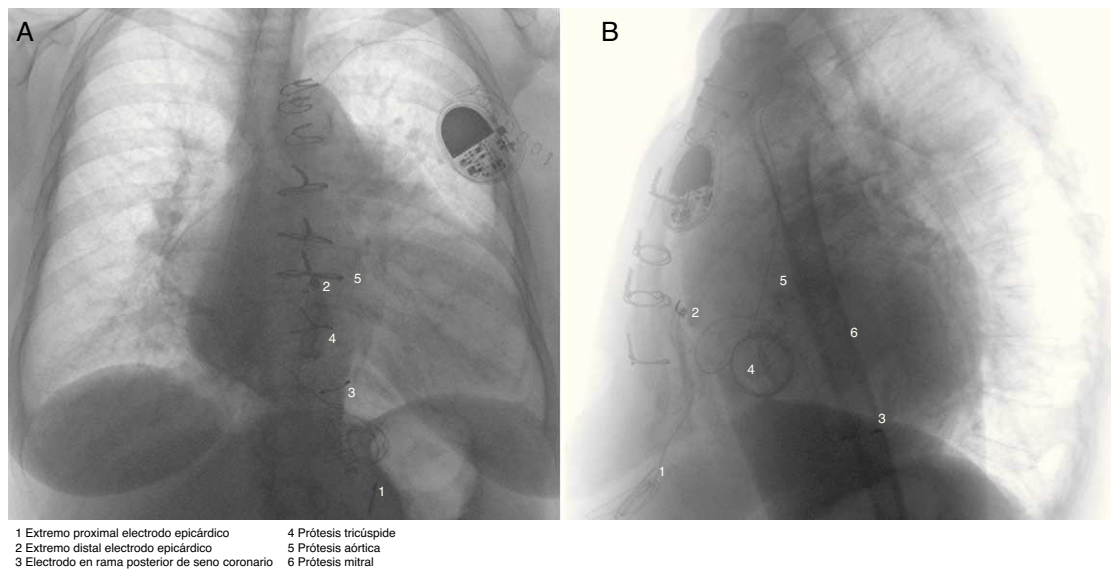 A
B
2
5
4
3
1
5
2
6
4
3
1
1 Extremo proximal electrodo epicárdico
2 Extremo distal electrodo epicárdico
3 Electrodo en rama posterior de seno coronario
4 Prótesis tricúspide
5 Prótesis aórtica
6 Prótesis mitral